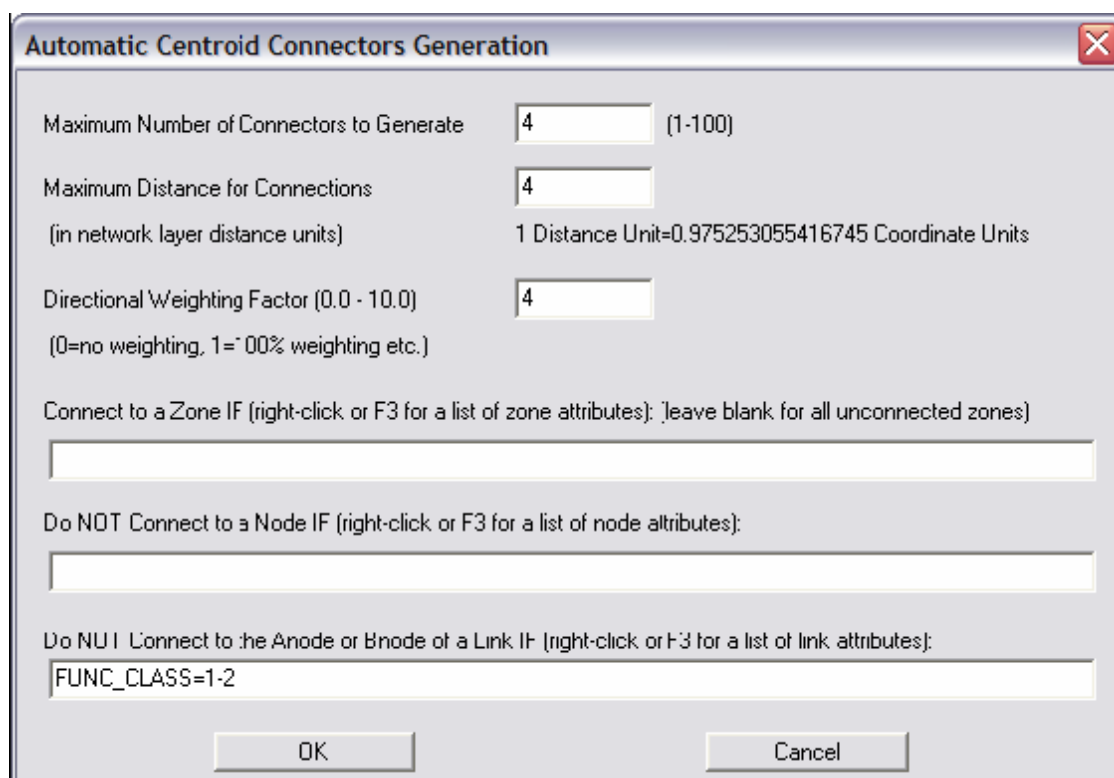 Automatic Centroid Connectors Generation
Maximum Number of Connectors to Generate 4 (1-100)
Maximum Distance for Connections 4
(in network layer distance units) 1 Distance Unit=0.975253055416745 Coordinate Units
Directional Weighting Factor (0.0 - 10.0) 4
(0=no weighting, 1=100% weighting etc.)
Connect to a Zone IF (right-click or F3 for a list of zone attributes): (leave blank for all unconnected zones)
Do NOT Connect to a Node IF (right-click or F3 for a list of node attributes):
Do NOT Connect to the Anode or Bnode of a Link IF (right-click or F3 for a list of link attributes):
FUNC_CLASS=1-2
OK Cancel